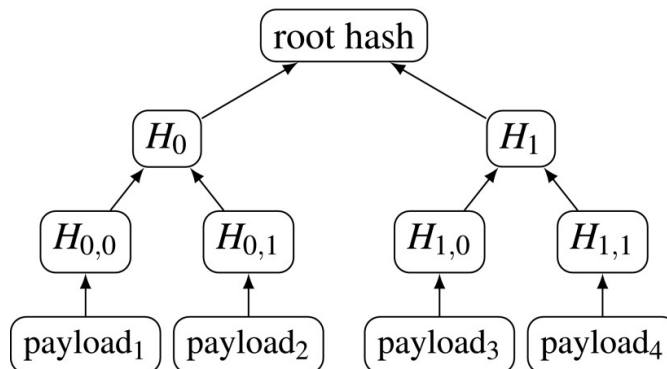 root hash
H₀ H₁
H₀,₀ H₀,₁ H₁,₀ H₁,₁
payload₁ payload₂ payload₃ payload₄